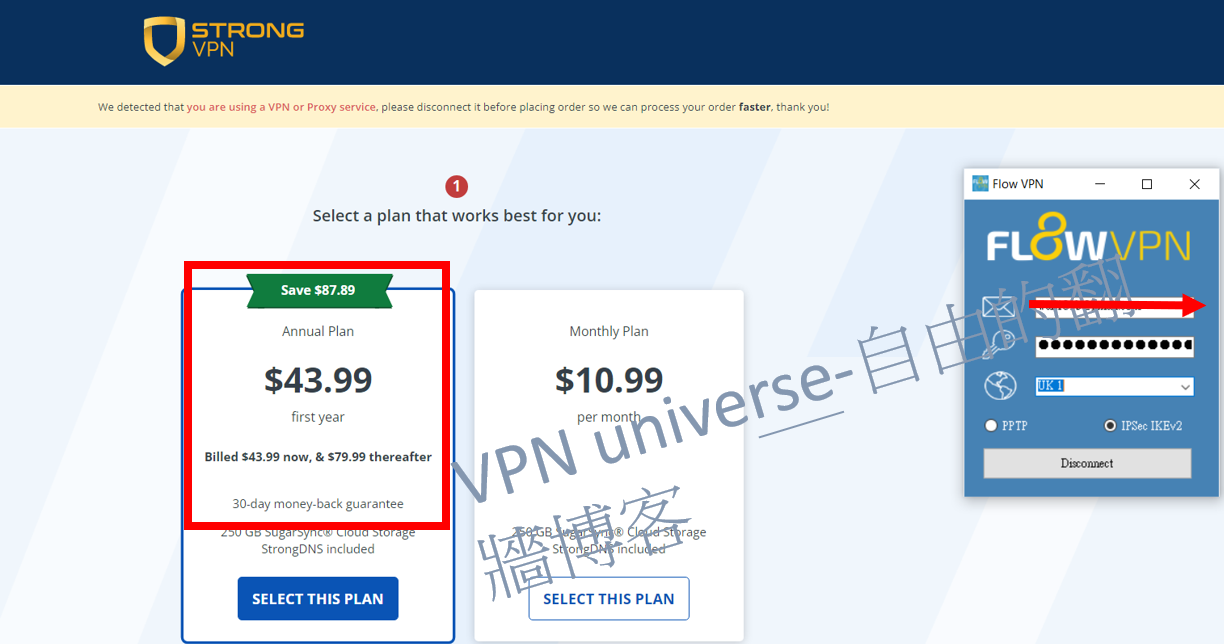 STRONG
VPN
We detected that you are using a VPN or Proxy service, please disconnect it before placing order so we can process your order faster, thank you!
1
Select a plan that works best for you:
Save $87.89
Annual Plan
$43.99
first year
Billed $43.99 now, & $79.99 thereafter
30-day money-back guarantee
250 GB SugarSync® Cloud Storage
StrongDNS included
SELECT THIS PLAN
Monthly Plan
$10.99
per month
250 GB SugarSync® Cloud Storage
StrongDNS included
SELECT THIS PLAN
Flow VPN
FLOWVPN
UK 1
PPTP
IPSec IKEv2
Disconnect
VPN universe-自由的翻
牆博客